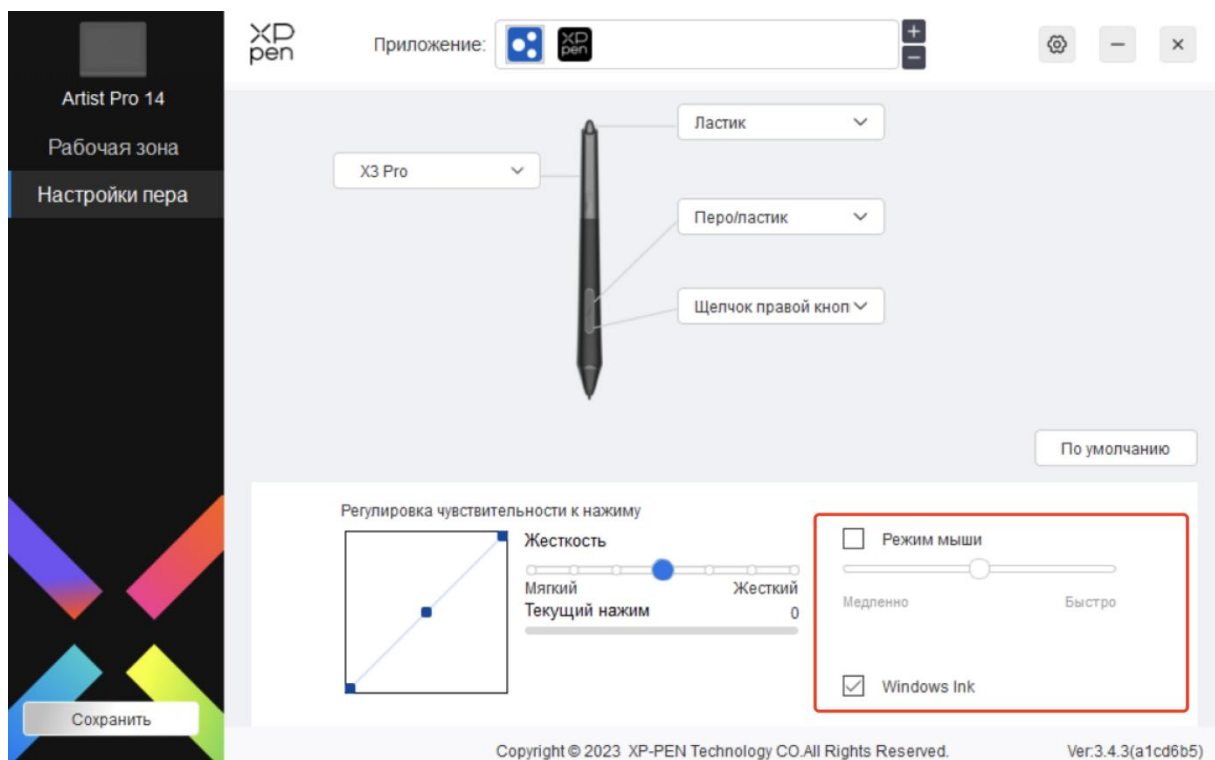 XP
pen
Приложение:
XP
pen
+
−
Artist Pro 14
Рабочая зона
Настройки пера
Ластик
X3 Pro
Перо/ластик
Щелчок правой кноп
По умолчанию
Регулировка чувствительности к нажиму
Жесткость
Мягкий Жесткий
Текущий нажим 0
Режим мыши
Медленно Быстро
Windows Ink
Сохранить
Copyright © 2023 XP-PEN Technology CO.All Rights Reserved.
Ver:3.4.3(a1cd6b5)